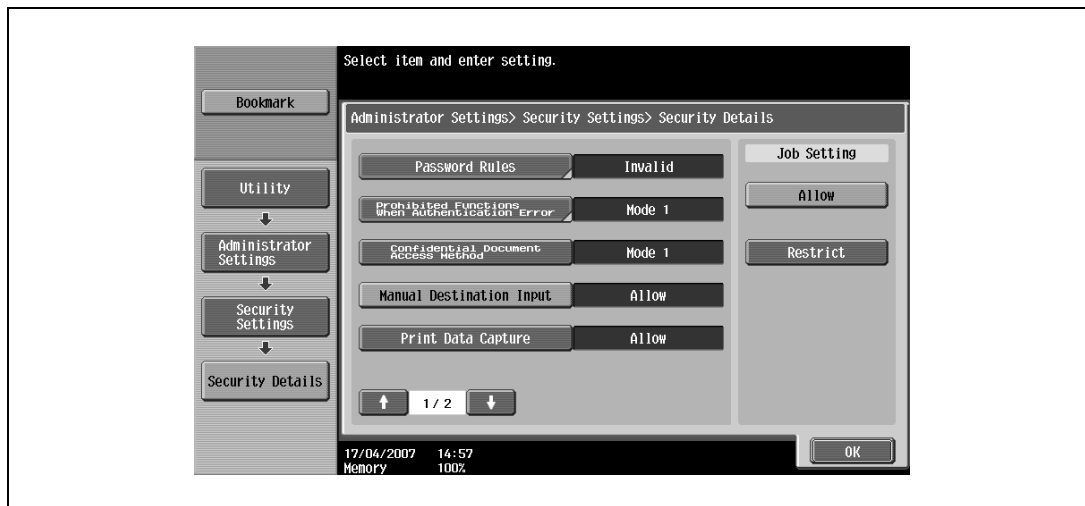 Select item and enter setting.
Bookmark
Administrator Settings> Security Settings> Security Details
Job Setting
Password Rules
Invalid
Allow
Utility
Prohibited Functions
When Authentication Error
Mode 1
Administrator
Settings
Confidential Document
Access Method
Mode 1
Restrict
Manual Destination Input
Allow
Security
Settings
Print Data Capture
Allow
Security Details
1/ 2
OK
17/04/2007 14:57
Memory 100%